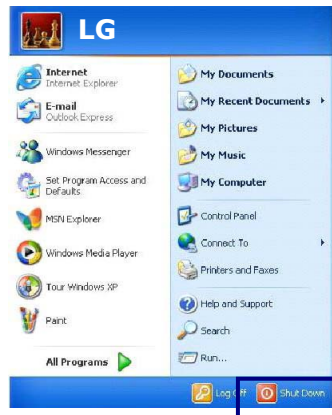 LG
Internet
Internet Explorer
E-mail
Outlook Express
Windows Messenger
Set Program Access and
Defaults
MSN Explorer
Windows Media Player
Tour Windows XP
Paint
All Programs
My Documents
My Recent Documents
My Pictures
My Music
My Computer
Control Panel
Connect To
Printers and Faxes
Help and Support
Search
Run...
Log Off
Shut Down